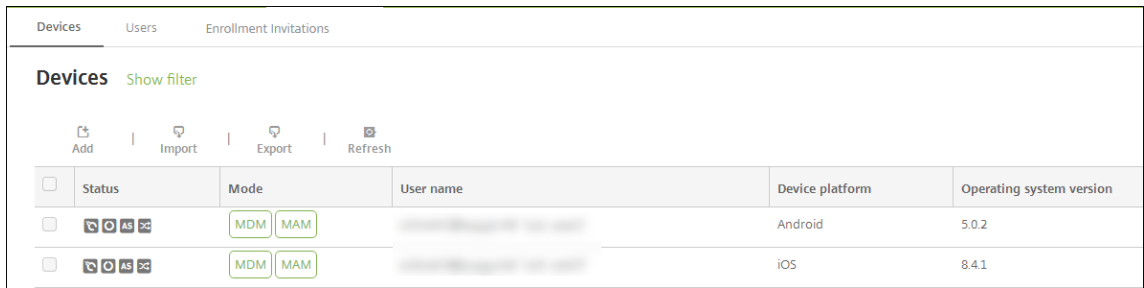 Devices Users Enrollment Invitations
Devices Show filter
Add | Import | Export | Refresh
Status Mode User name Device platform Operating system version
AS MDM MAM Android 5.0.2
AS MDM MAM iOS 8.4.1